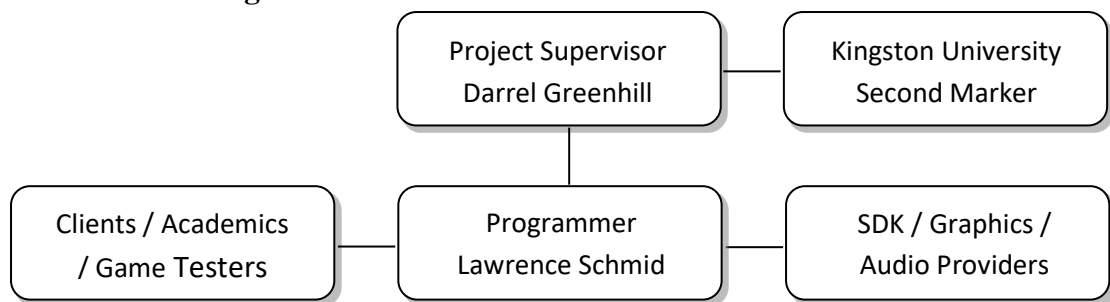 Project Supervisor
Darrel Greenhill
Kingston University
Second Marker
Clients / Academics
/ Game Testers
Programmer
Lawrence Schmid
SDK / Graphics /
Audio Providers